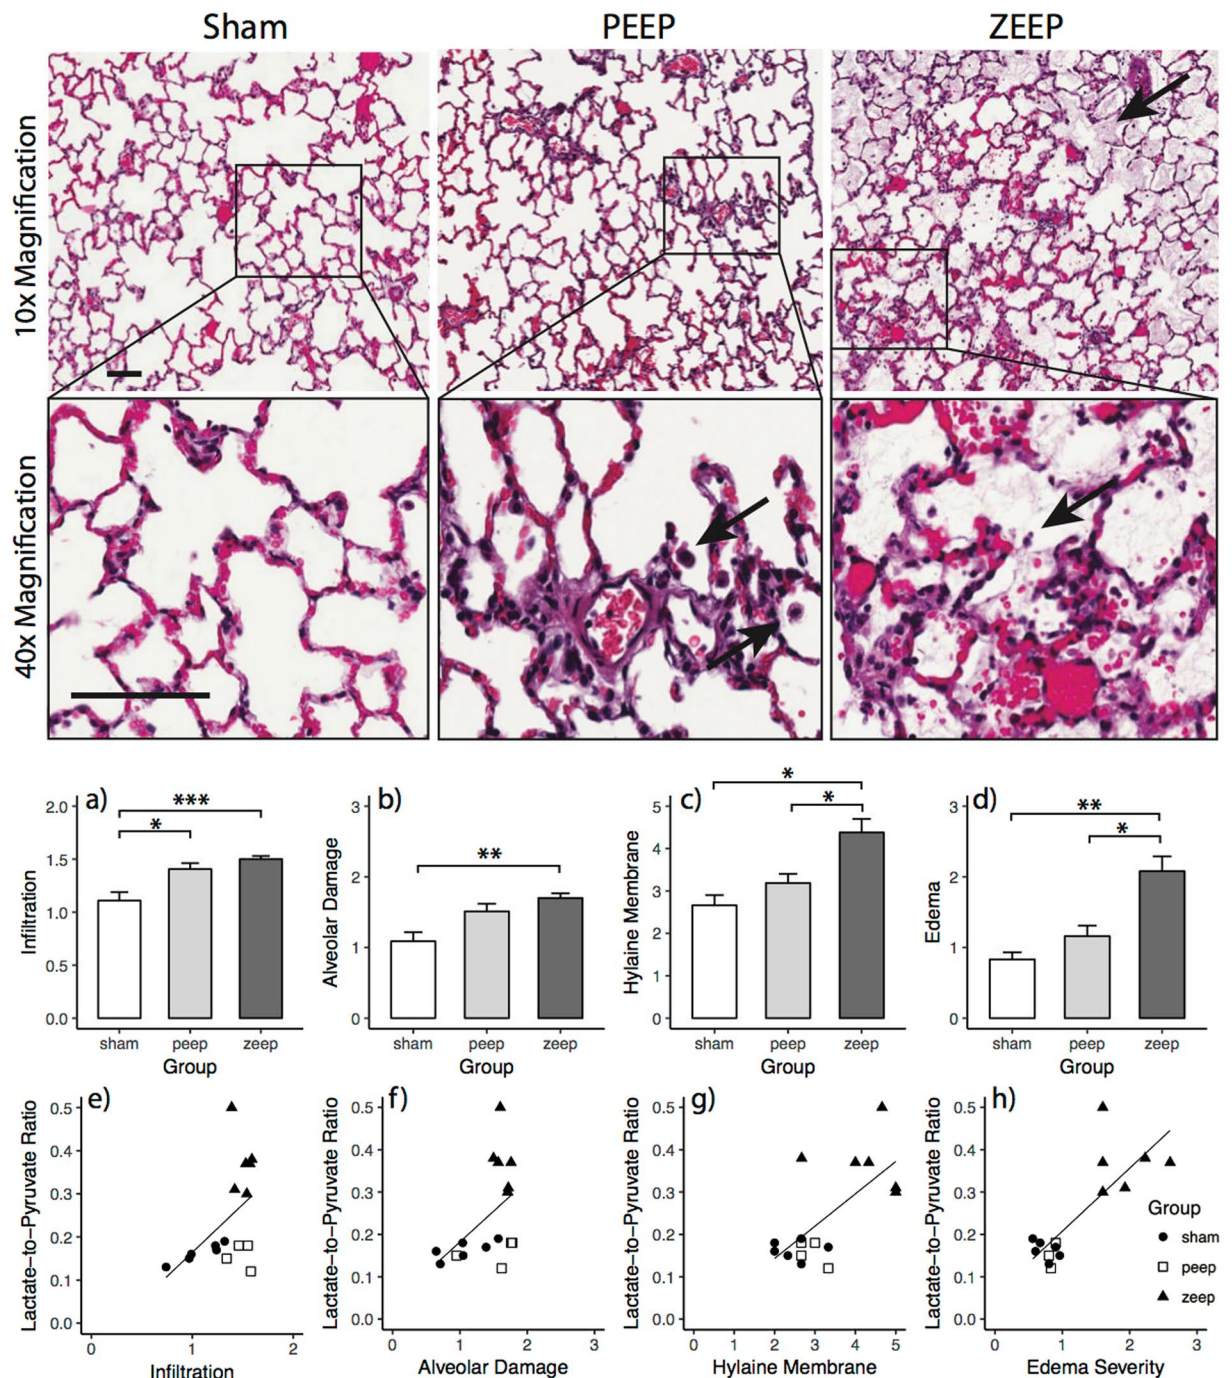 Sham PEEP ZEEP
10x Magnification
40x Magnification
a) b) c) d)
*** * ** * * ** *
Infiltration
2.0
1.5
1.0
0.5
0.0
sham peep zeep
Group
Alveolar Damage
3
2
1
0
sham peep zeep
Group
Hylaine Membrane
5
4
3
2
1
0
sham peep zeep
Group
Edema
3
2
1
0
sham peep zeep
Group
e)
Lactate-to-Pyruvate Ratio
0.5
0.4
0.3
0.2
0.1
0.0
0 1 2
Infiltration
f)
Lactate-to-Pyruvate Ratio
0.5
0.4
0.3
0.2
0.1
0.0
0 1 2 3
Alveolar Damage
g)
Lactate-to-Pyruvate Ratio
0.5
0.4
0.3
0.2
0.1
0.0
0 1 2 3 4 5
Hylaine Membrane
h)
Lactate-to-Pyruvate Ratio
0.5
0.4
0.3
0.2
0.1
0.0
0 1 2 3
Edema Severity
Group
sham
peep
zeep